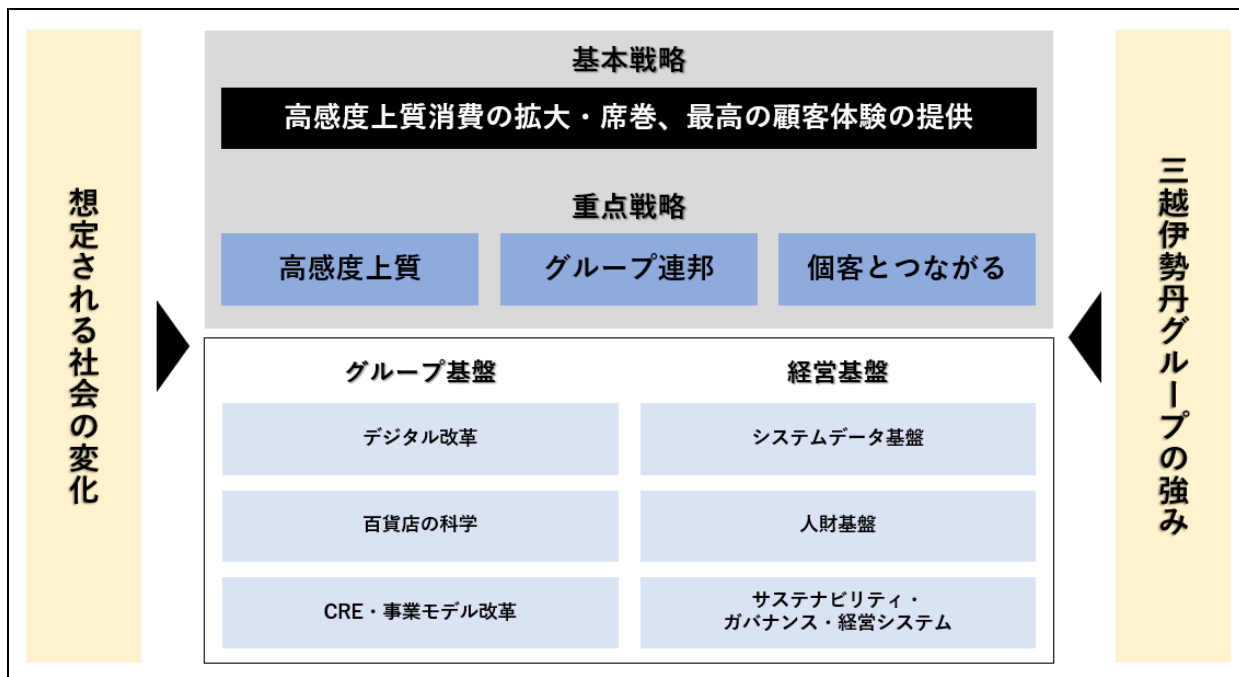 想定される社会の変化
基本戦略
高感度上質消費の拡大・席巻、最高の顧客体験の提供
重点戦略
高感度上質
グループ連邦
個客とつながる
グループ基盤
デジタル改革
百貨店の科学
CRE・事業モデル改革
経営基盤
システムデータ基盤
人財基盤
サステナビリティ・
ガバナンス・経営システム
三越伊勢丹グループの強み